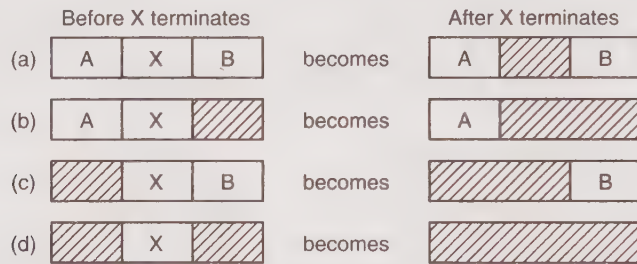 Before X terminates After X terminates
(a) A X B becomes A B
(b) A X becomes A
(c) X B becomes B
(d) X becomes